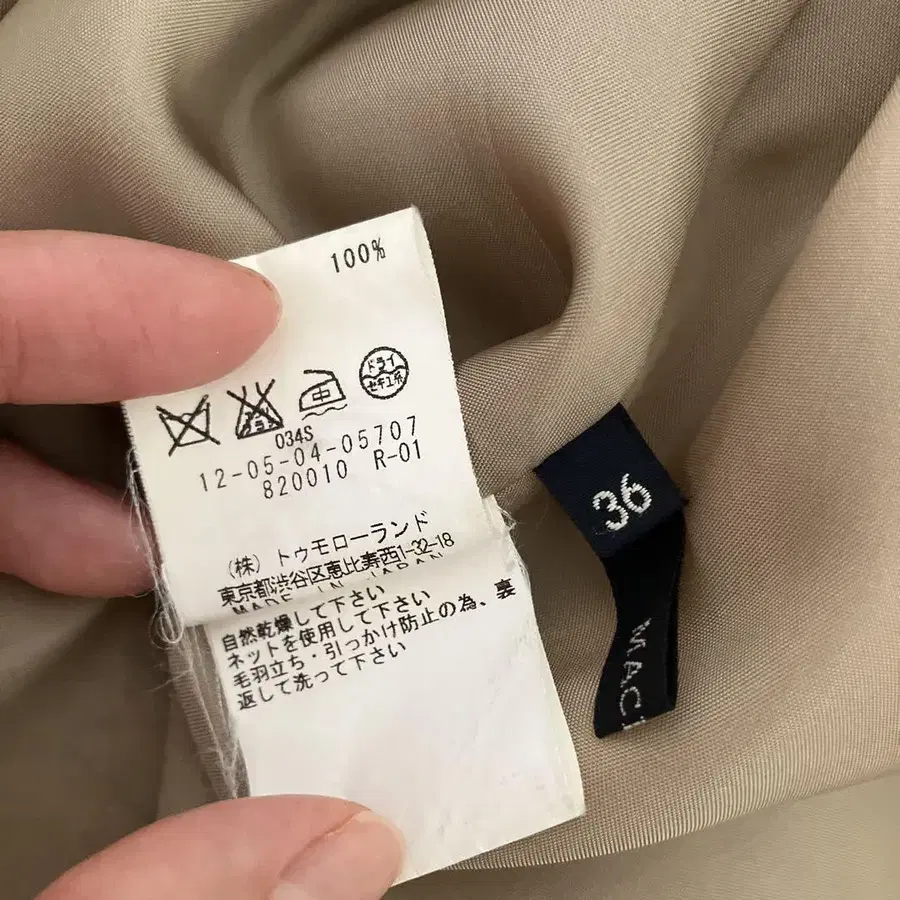 100%
ドライ
セキユ系
034S
12-05-04-05707
820010 R-01
(株) トゥモローランド
東京都渋谷区恵比寿西1-32-18
MADE IN JAPAN
自然乾燥して下さい
ネットを使用して下さい
毛羽立ち・引っかけ防止の為、裏
返して洗って下さい
36